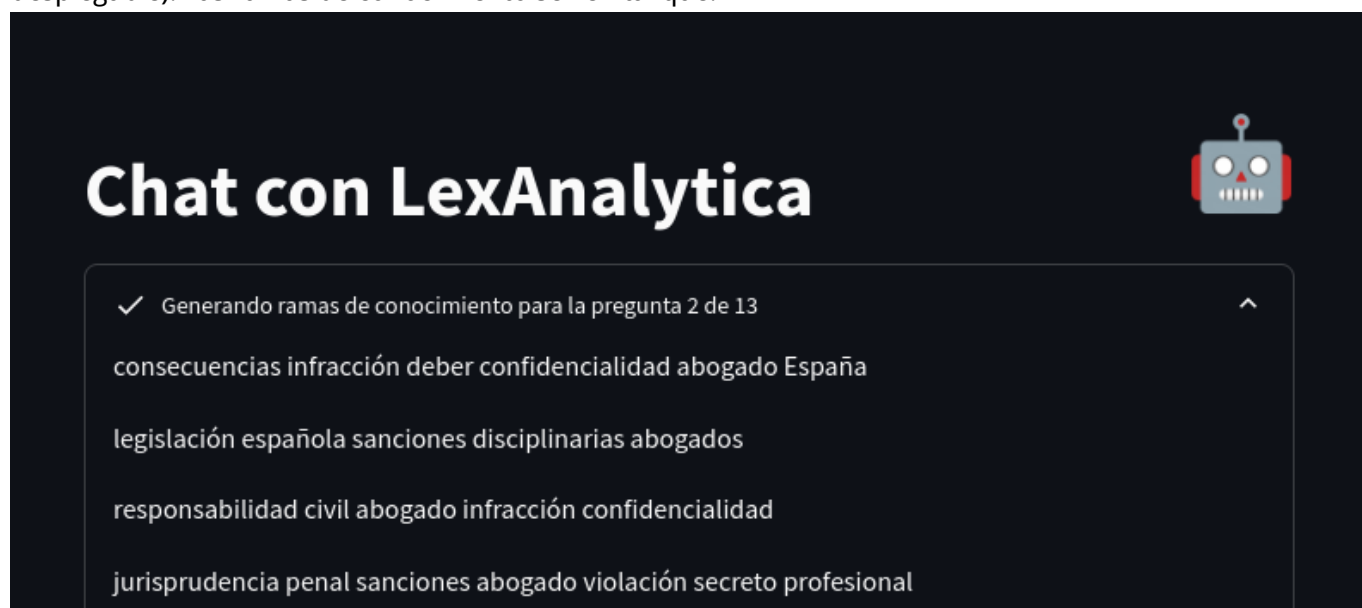 Chat con LexAnalytica
Generando ramas de conocimiento para la pregunta 2 de 13
consecuencias infracción deber confidencialidad abogado España
legislación española sanciones disciplinarias abogados
responsabilidad civil abogado infracción confidencialidad
jurisprudencia penal sanciones abogado violación secreto profesional